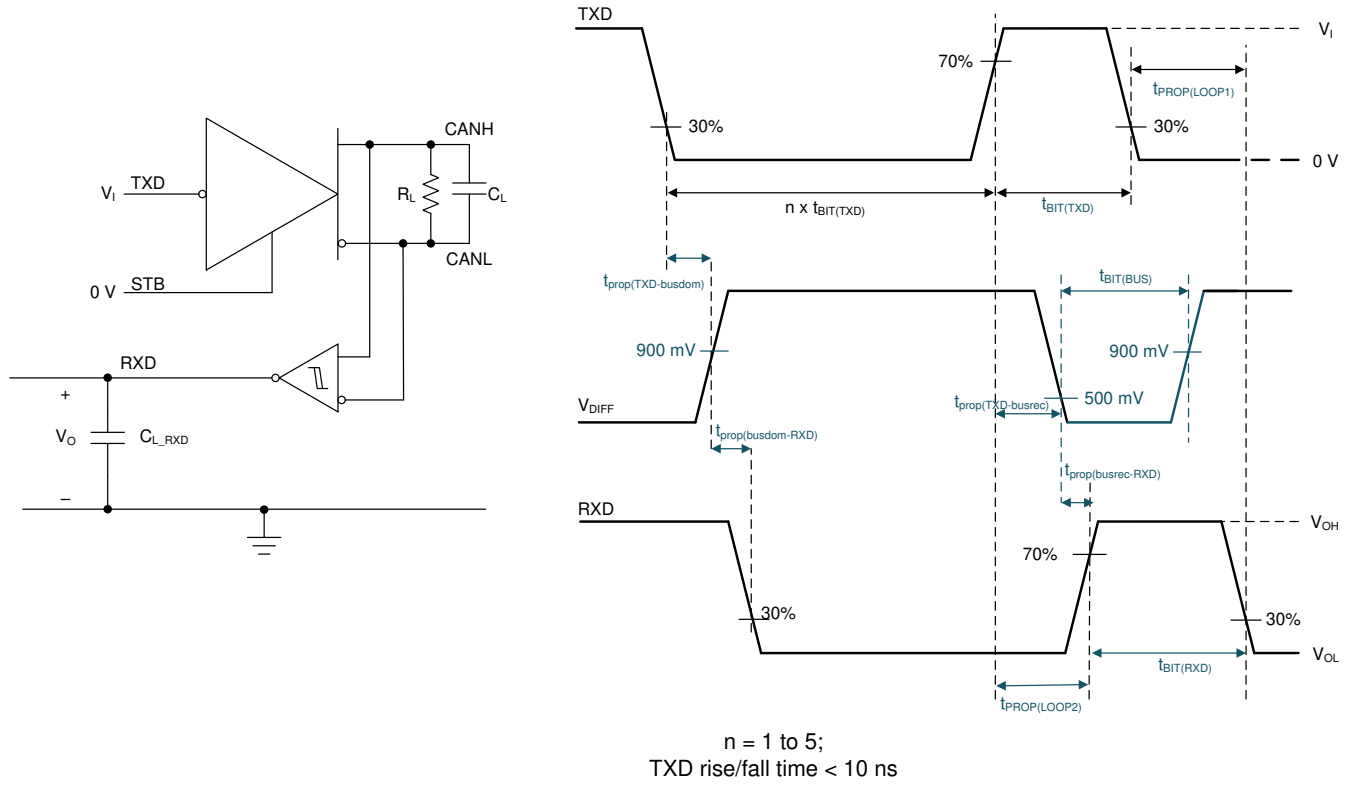 TXD
V_I
70%
t_PROP(LOOP1)
30%
30%
CANH
0 V
V_I
TXD
R_L
C_L
n x t_BIT(TXD)
t_BIT(TXD)
CANL
0 V
STB
t_prop(TXD-busdom)
t_BIT(BUS)
900 mV
900 mV
RXD
V_DIFF
t_prop(TXD-busrec)
500 mV
+
V_O
C_L_RXD
t_prop(busdom-RXD)
t_prop(busrec-RXD)
–
RXD
V_OH
70%
30%
30%
V_OL
t_BIT(RXD)
t_PROP(LOOP2)
n = 1 to 5;
TXD rise/fall time < 10 ns